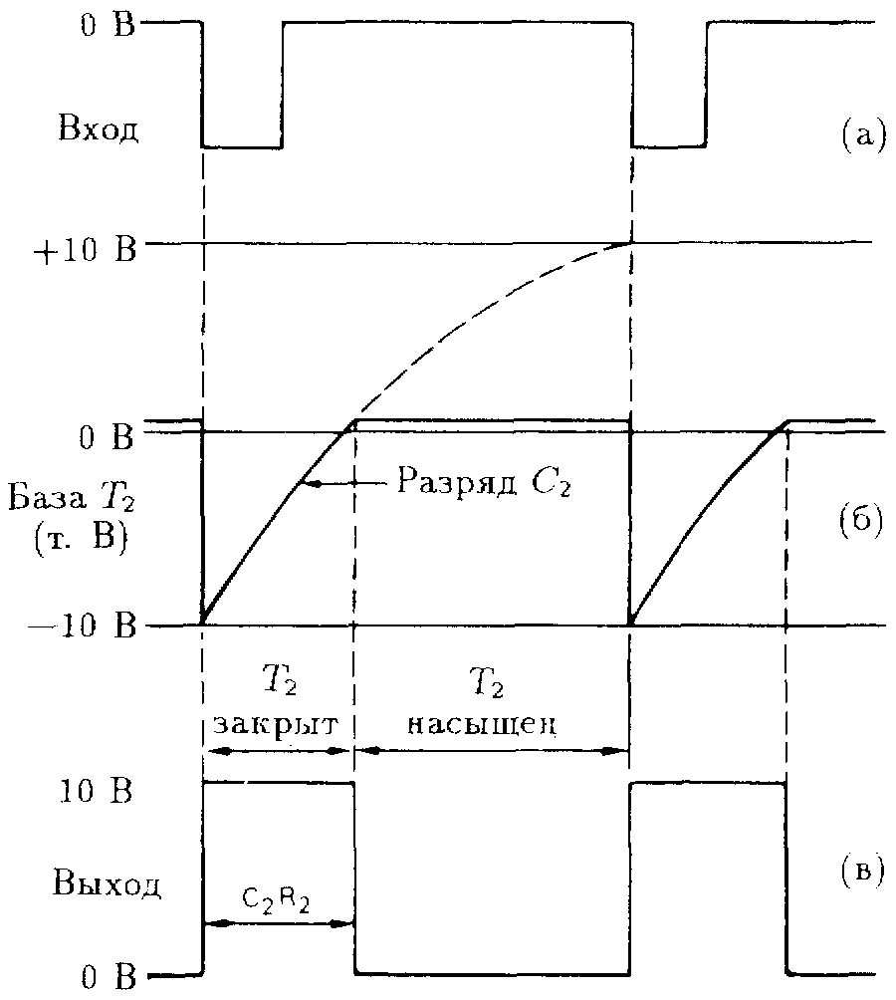 0 В
Вход
(а)
+10 В
0 В
База T₂
(т. В)
Разряд C₂
(б)
—10 В
T₂
закрыт
T₂
насыщен
10 В
Выход
C₂R₂
(в)
0 В